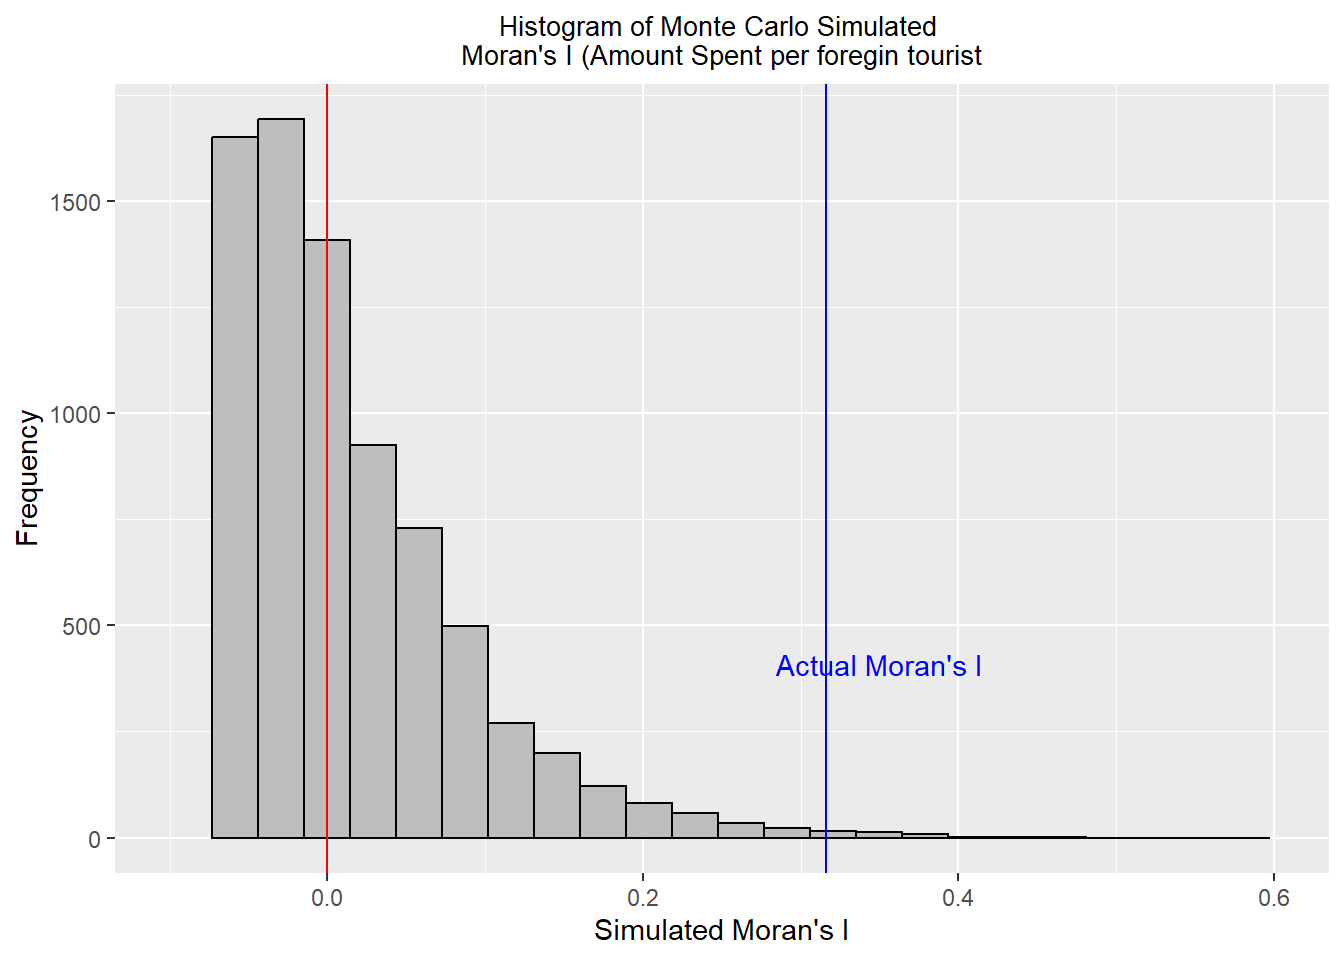 Histogram of Monte Carlo Simulated
Moran's I (Amount Spent per foregin tourist
1500
1000
500
0
Frequency
Actual Moran's I
0.0
0.2
0.4
0.6
Simulated Moran's I